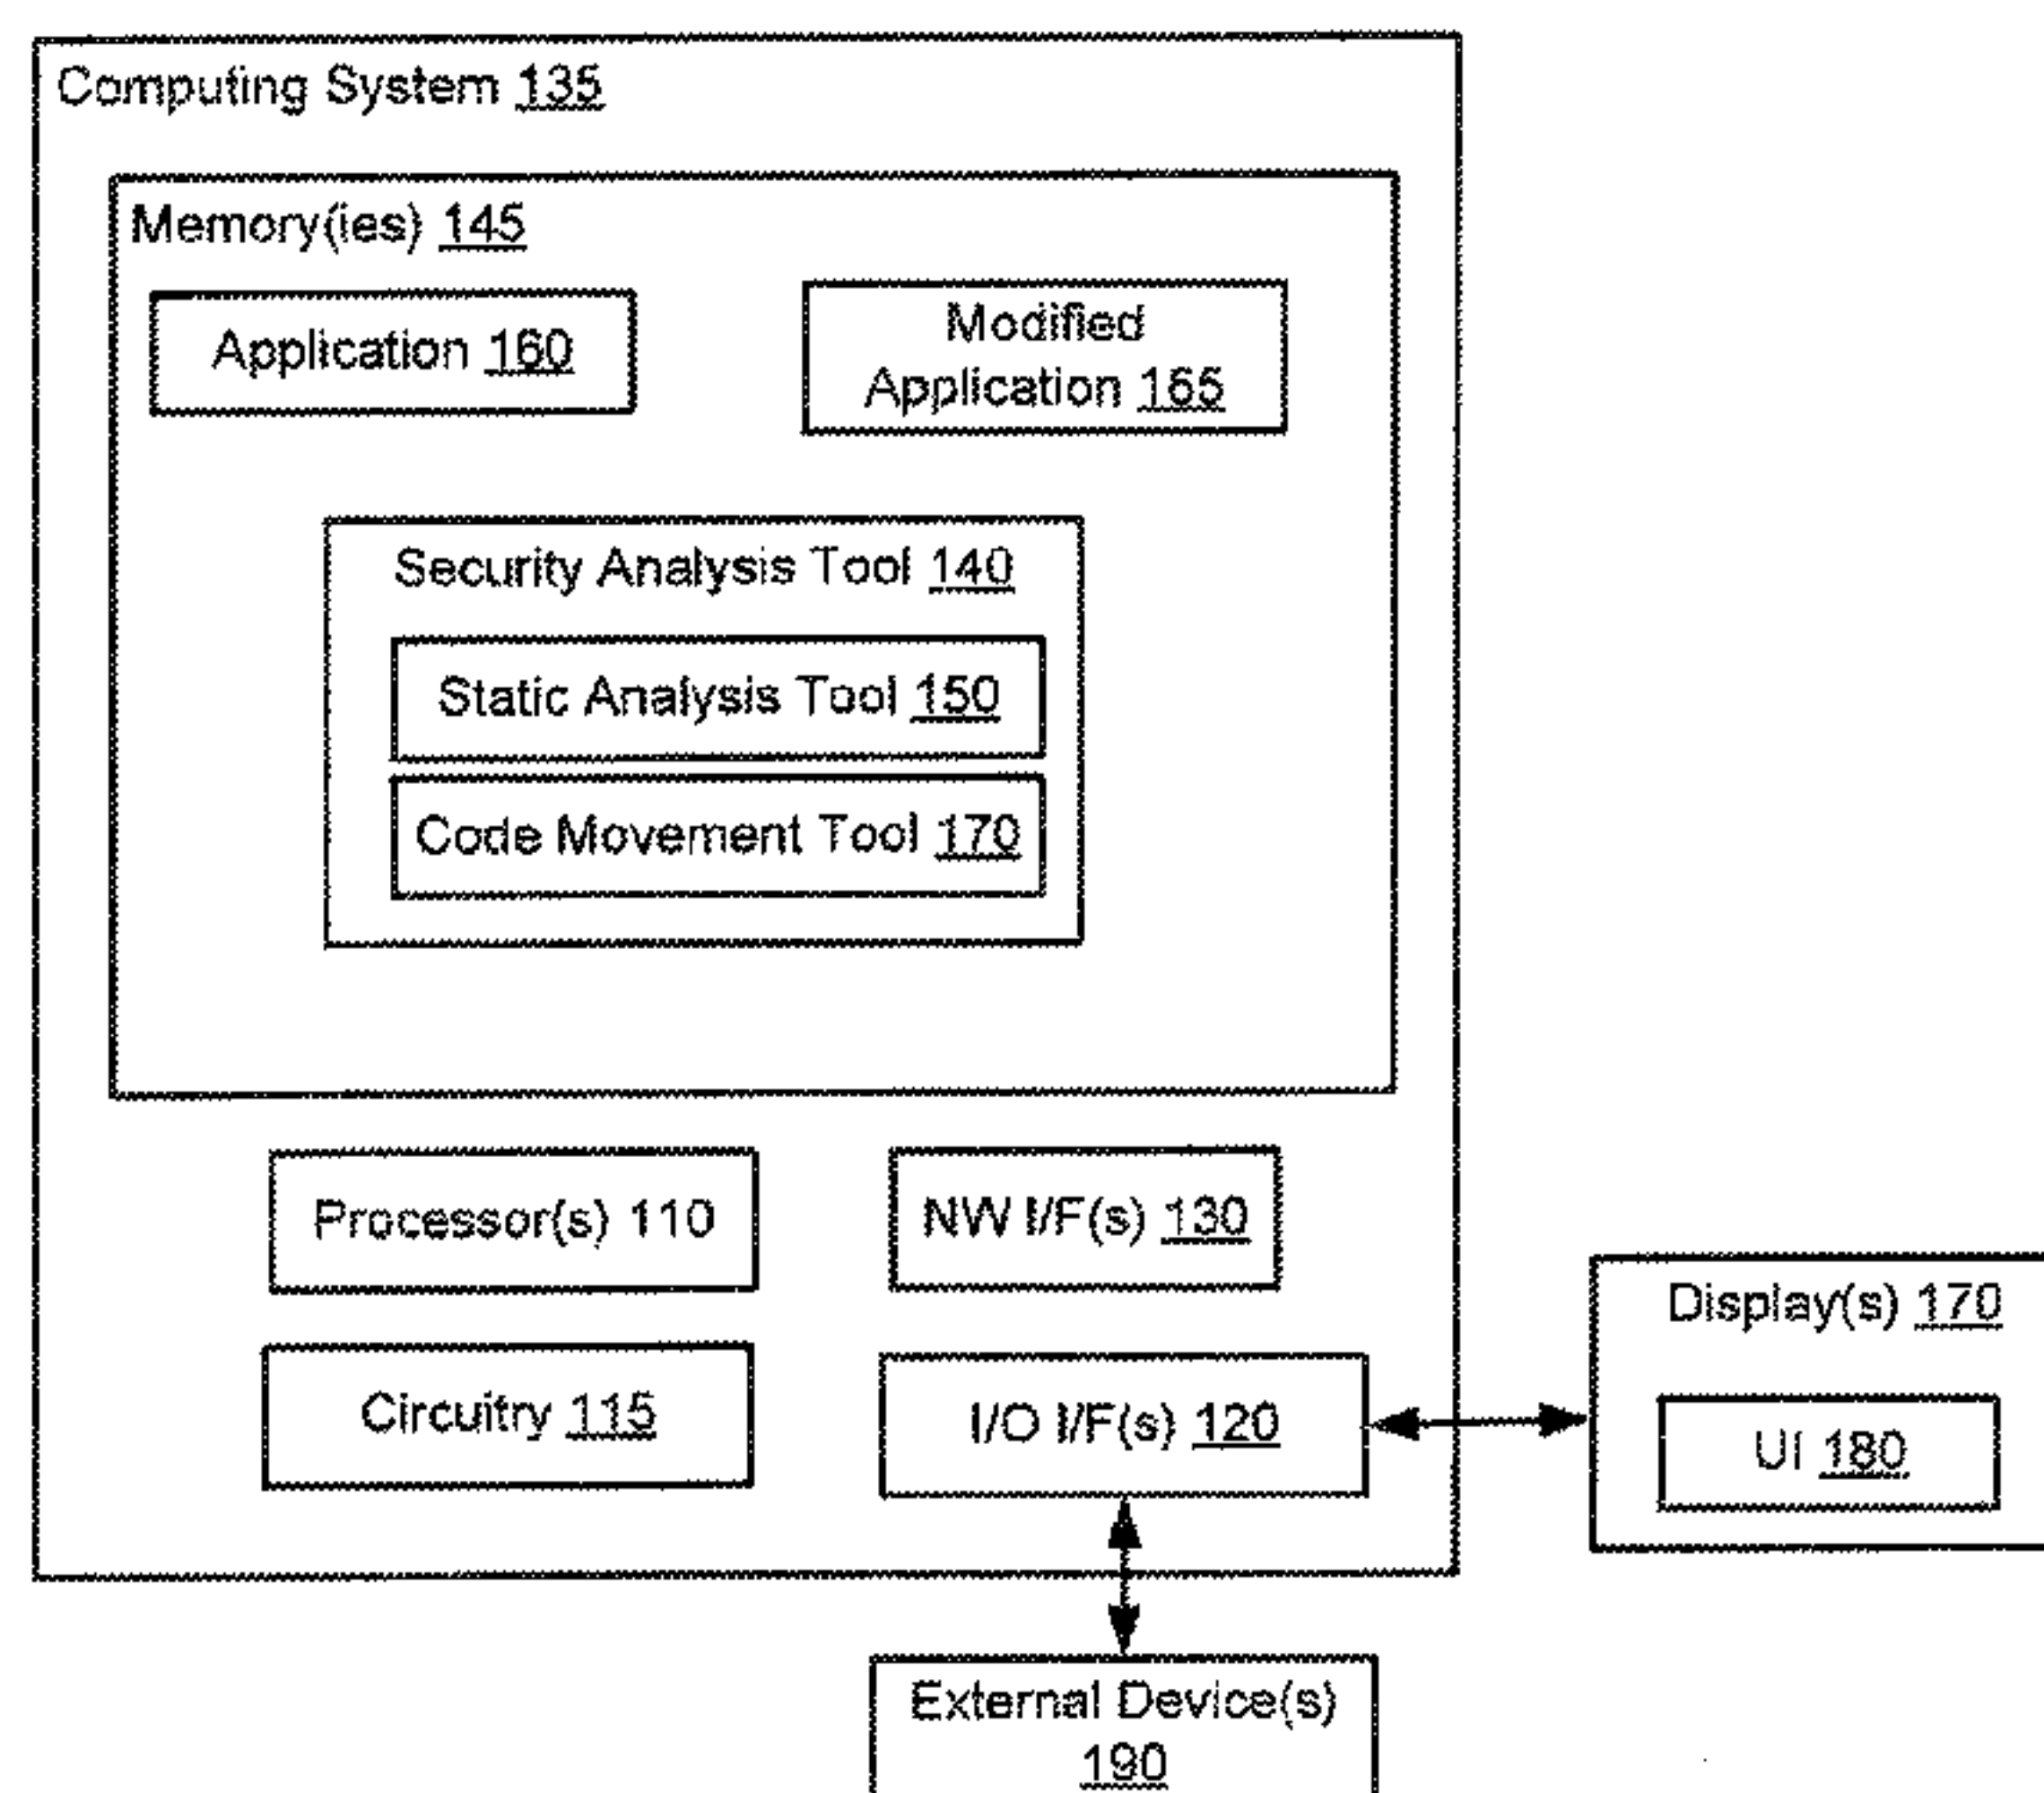 Computing System 135
Memory(ies) 145
Application 160
Modified
Application 165
Security Analysis Tool 140
Static Analysis Tool 150
Code Movement Tool 170
Processor(s) 110
NW I/F(s) 130
Display(s) 170
Circuitry 115
I/O I/F(s) 120
UI 180
External Device(s)
190